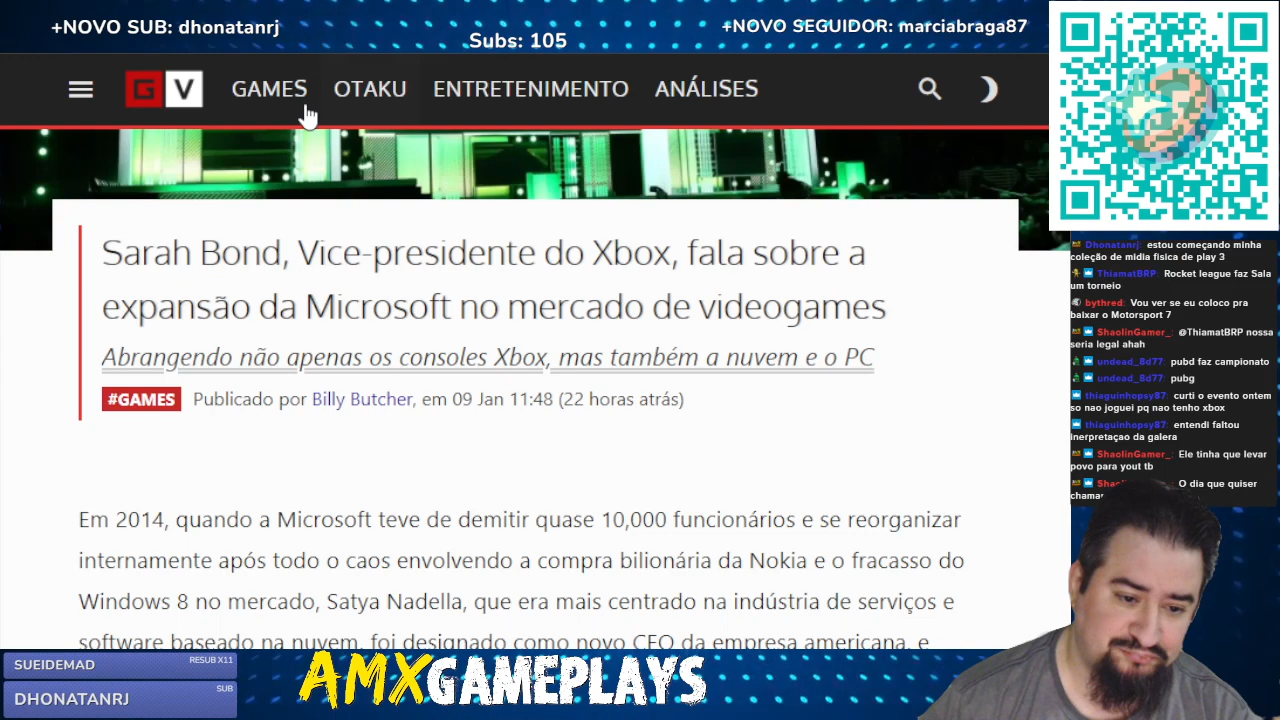 +NOVO SUB: dhonatanrj
Subs: 105
+NOVO SEGUIDOR: marciabraga87
G V
GAMES
OTAKU
ENTRETENIMENTO
ANÁLISES
Sarah Bond, Vice-presidente do Xbox, fala sobre a
expansão da Microsoft no mercado de videogames
Abrangendo não apenas os consoles Xbox, mas também a nuvem e o PC
#GAMES Publicado por Billy Butcher, em 09 Jan 11:48 (22 horas atrás)
Em 2014, quando a Microsoft teve de demitir quase 10,000 funcionários e se reorganizar
internamente após todo o caos envolvendo a compra bilionária da Nokia e o fracasso do
Windows 8 no mercado, Satya Nadella, que era mais centrado na indústria de serviços e
software baseado na nuvem, foi designado como novo CEO da empresa americana, e
Dhonatanrj: estou começando minha
coleção de midia fisica de play 3
ThiamatBRP: Rocket league faz Sala
um torneio
bythred: Vou ver se eu coloco pra
baixar o Motorsport 7
ShaolinGamer_: @ThiamatBRP nossa
seria legal ahah
undead_8d77: pubd faz campionato
undead_8d77: pubg
thiaguinhopsy87: curti o evento ontem
so nao joguei pq nao tenho xbox
thiaguinhopsy87: entendi faltou
inerpretaçao da galera
ShaolinGamer_: Ele tinha que levar
povo para yout tb
O dia que quiser
SUEIDEMAD
RESUB X11
DHONATANRJ
SUB
AMXGAMEPLAYS